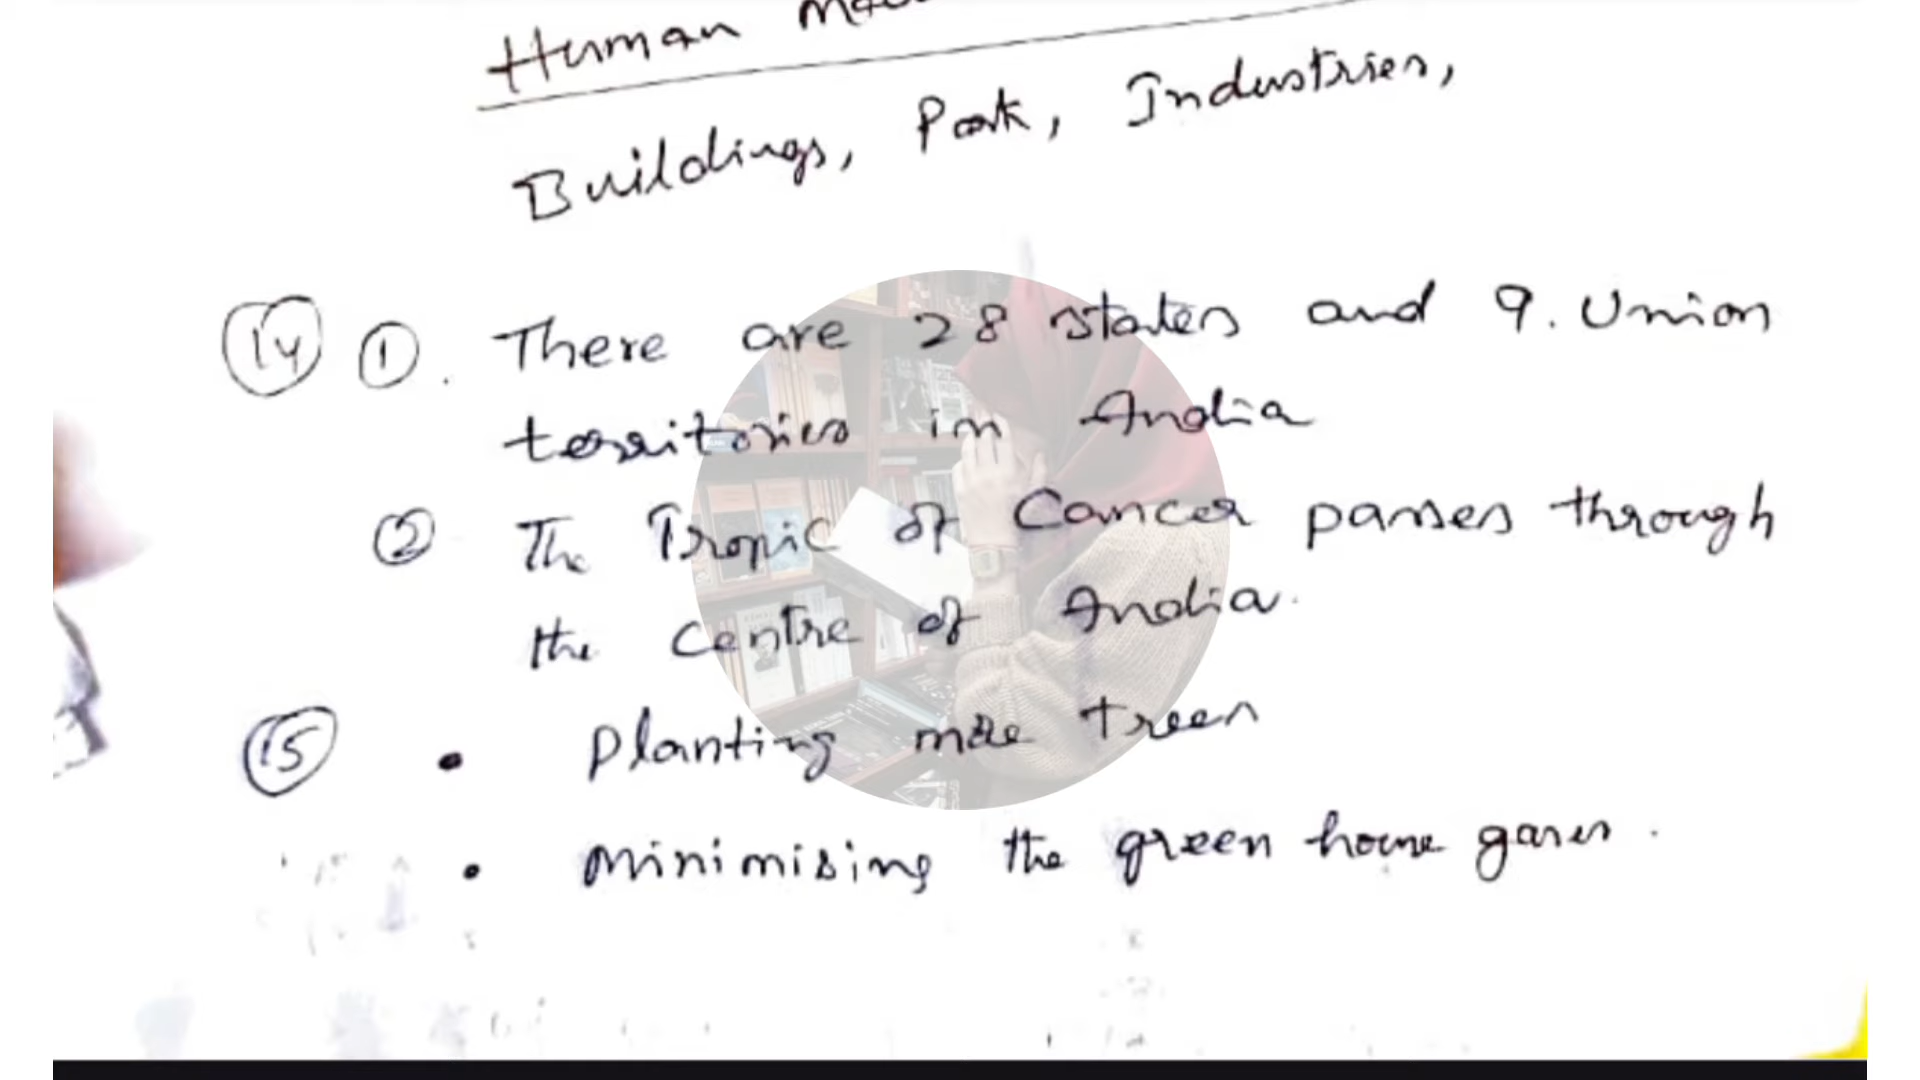 Human
Buildings, Park, Industries,
14 1. There are 28 states and 9. Union
territories in India
2 The Tropic of Cancer passes through
the centre of India.
15 • Planting more trees
• Minimising the green house gases.